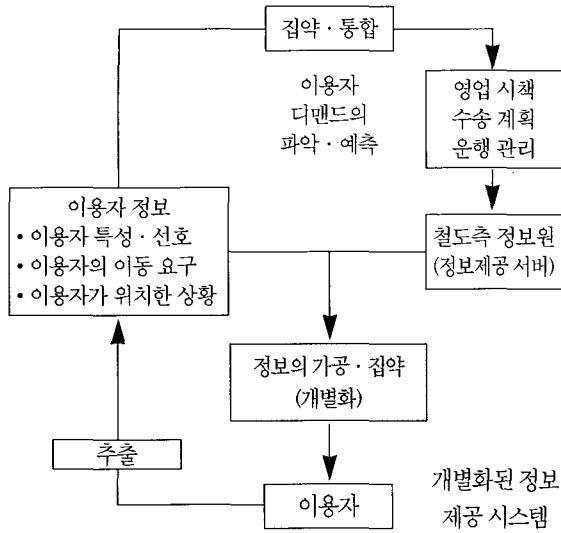 집약 · 통합
이용자
디맨드의
파악 · 예측
영업 시책
수송 계획
운행 관리
이용자 정보
• 이용자 특성 · 선호
• 이용자의 이동 요구
• 이용자가 위치한 상황
철도측 정보원
(정보제공 서버)
정보의 가공 · 집약
(개별화)
추출
이용자
개별화된 정보
제공 시스템